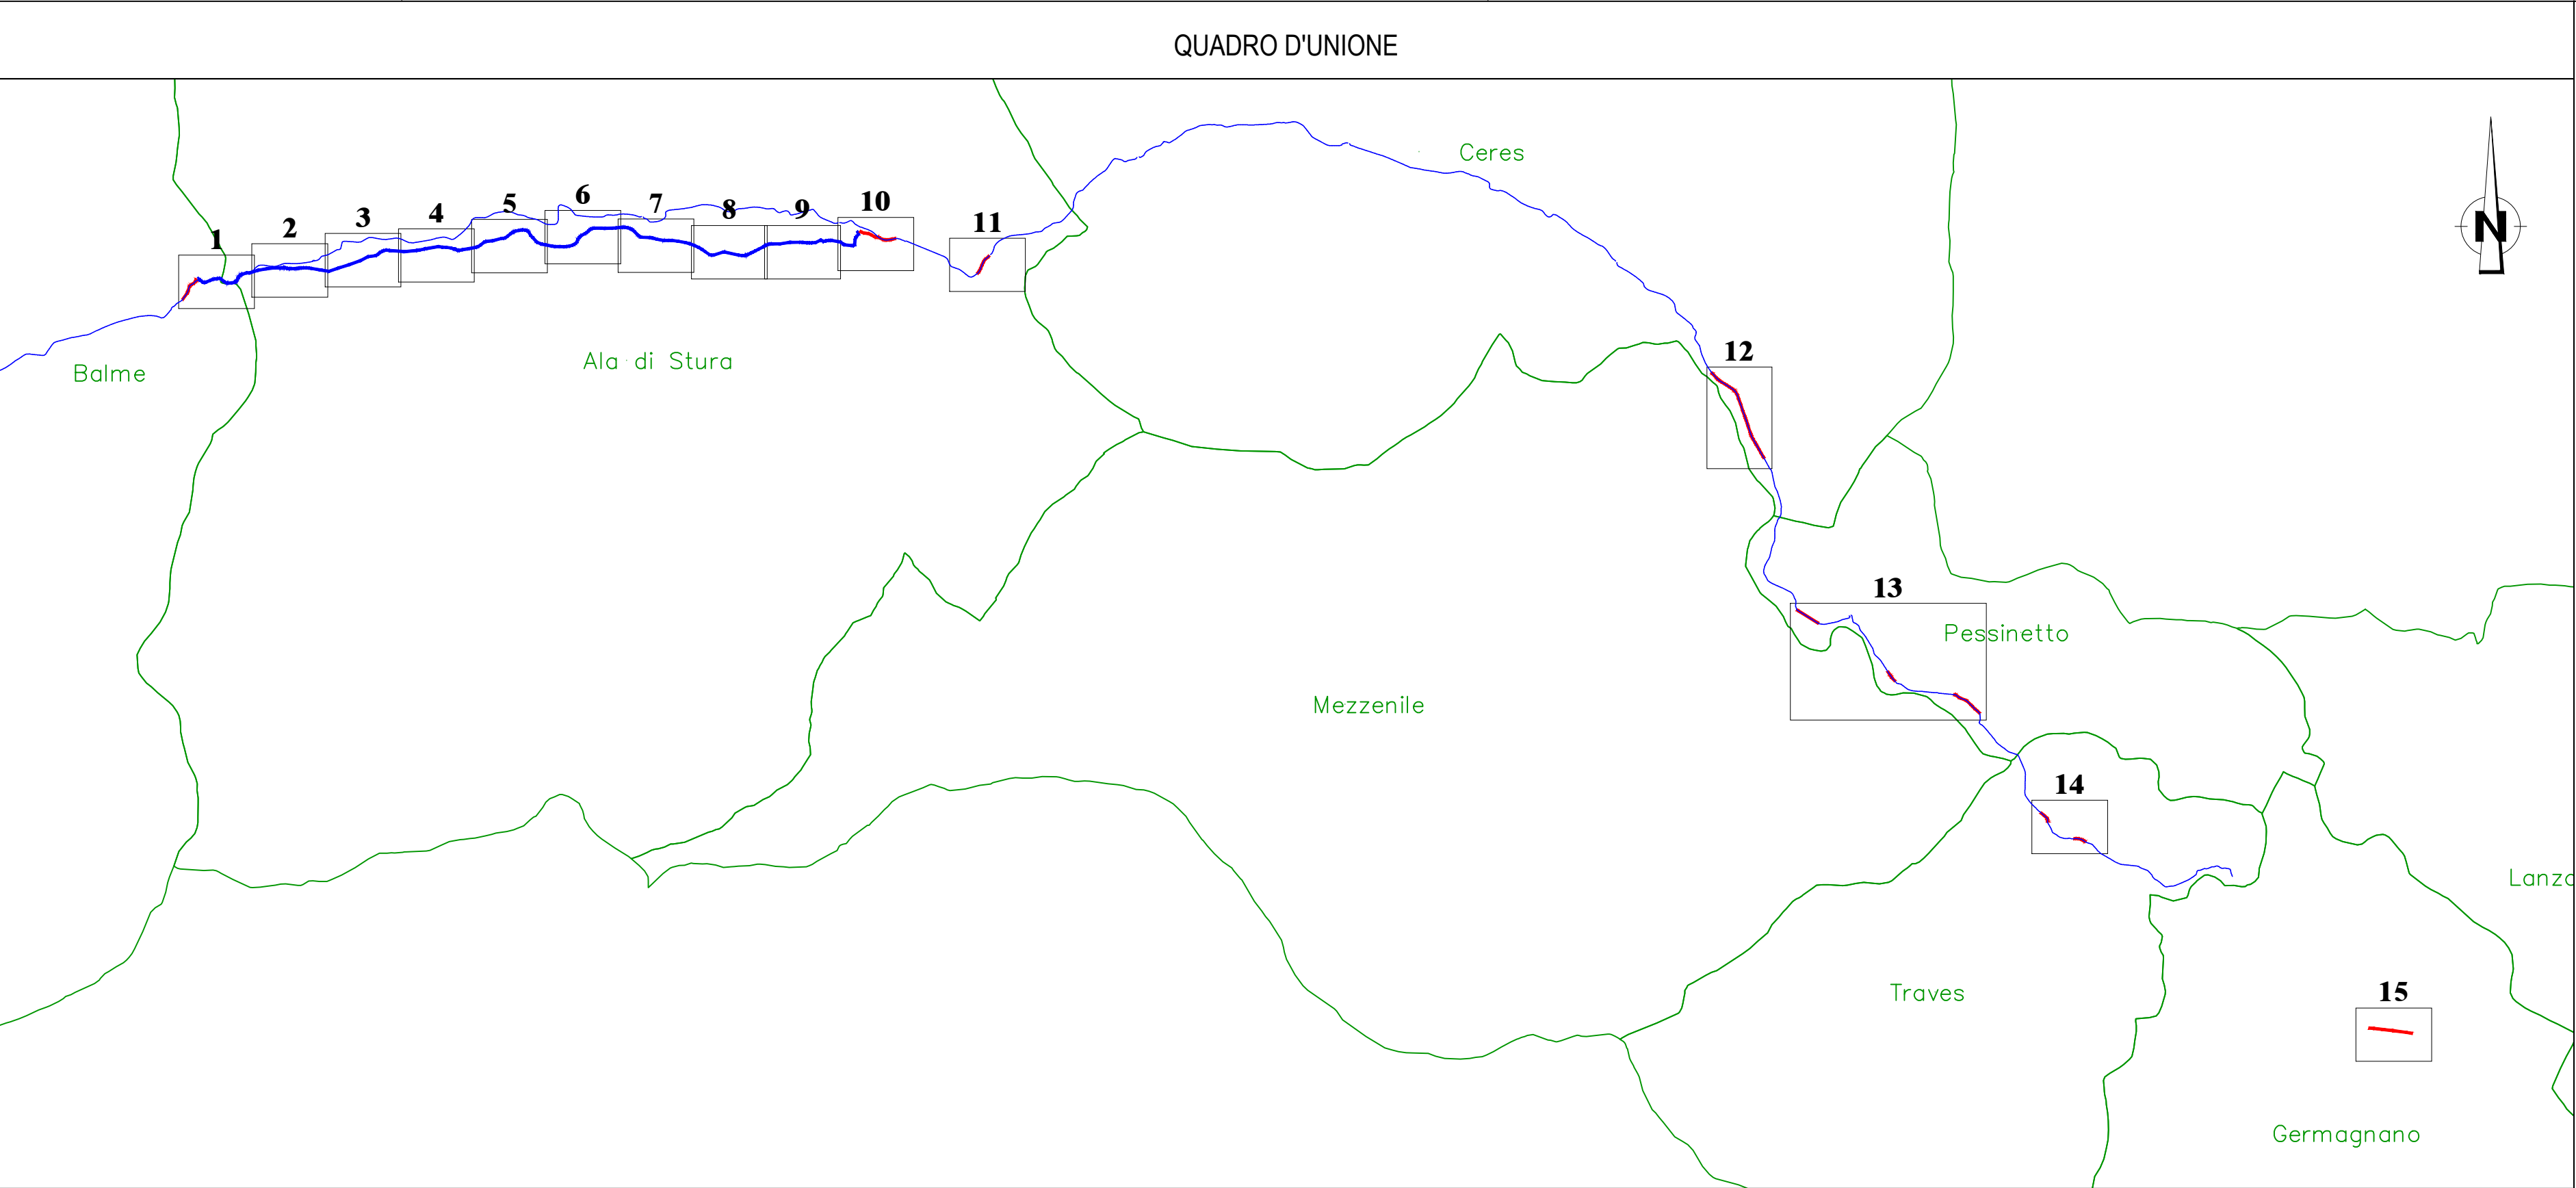 QUADRO D'UNIONE
Ceres
N
1
2
3
4
5
6
7
8
9
10
11
12
Balme
Ala di Stura
13
Pessinetto
Mezzenile
14
Lanzo
Traves
15
Germagnano